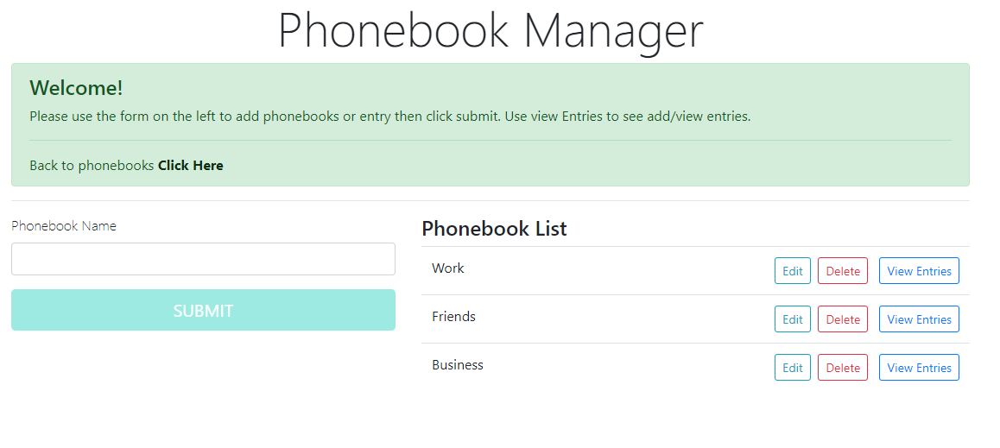 Phonebook Manager
Welcome!
Please use the form on the left to add phonebooks or entry then click submit. Use view Entries to see add/view entries.
Back to phonebooks Click Here
Phonebook Name
SUBMIT
Phonebook List
Work Edit Delete View Entries
Friends Edit Delete View Entries
Business Edit Delete View Entries